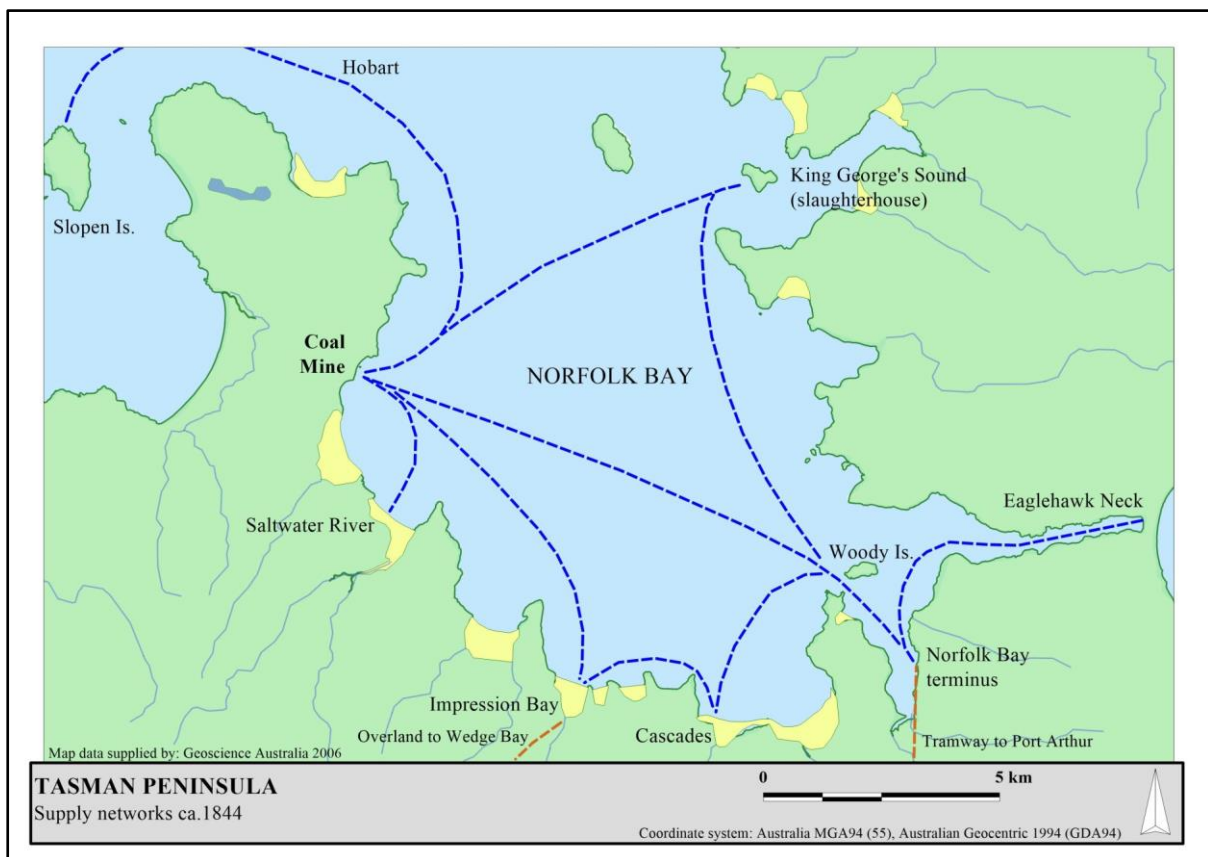 Hobart
King George's Sound
(slaughterhouse)
Slopen Is.
Coal
Mine
NORFOLK BAY
Eaglehawk Neck
Saltwater River
Woody Is.
Norfolk Bay
terminus
Impression Bay
Overland to Wedge Bay
Cascades
Tramway to Port Arthur
Map data supplied by: Geoscience Australia 2006
TASMAN PENINSULA
Supply networks ca.1844
0 5 km
Coordinate system: Australia MGA94 (55), Australian Geocentric 1994 (GDA94)